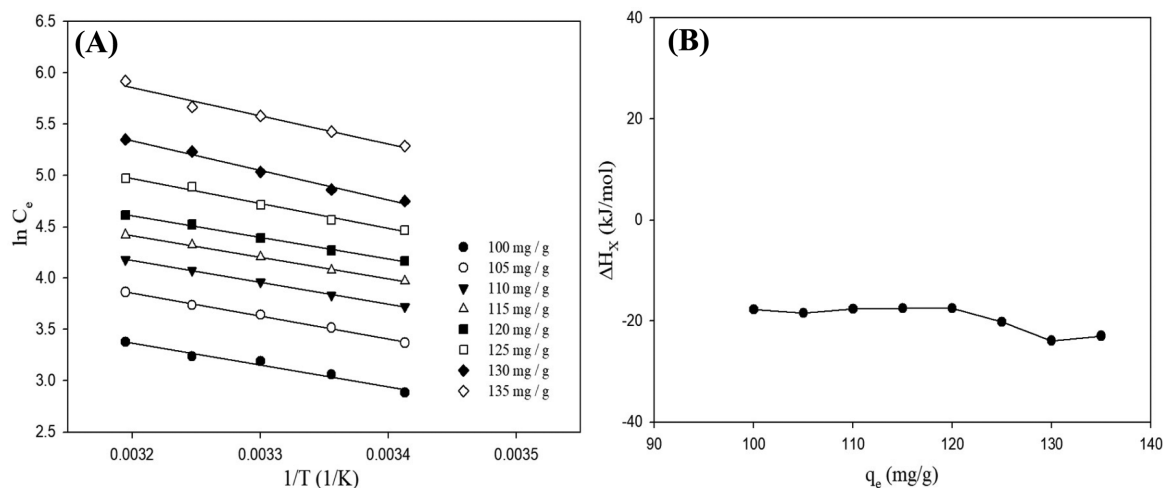 (A)
6.5
6.0
5.5
5.0
4.5
4.0
3.5
3.0
2.5
ln Ce
0.0032
0.0033
0.0034
0.0035
1/T (1/K)
100 mg / g
105 mg / g
110 mg / g
115 mg / g
120 mg / g
125 mg / g
130 mg / g
135 mg / g
(B)
40
20
0
-20
-40
ΔHX (kJ/mol)
90
100
110
120
130
140
qe (mg/g)